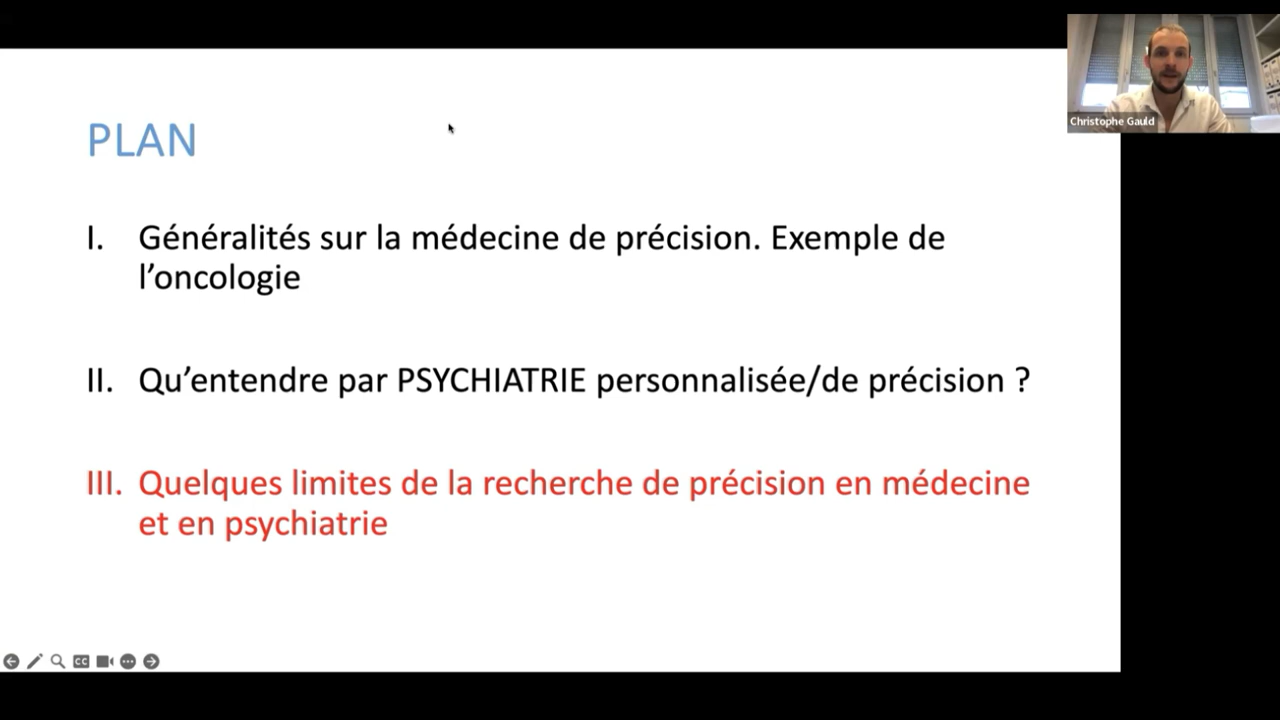 PLAN
Christophe Gauld
I. Généralités sur la médecine de précision. Exemple de
l’oncologie
II. Qu’entendre par PSYCHIATRIE personnalisée/de précision ?
III. Quelques limites de la recherche de précision en médecine
et en psychiatrie
CC